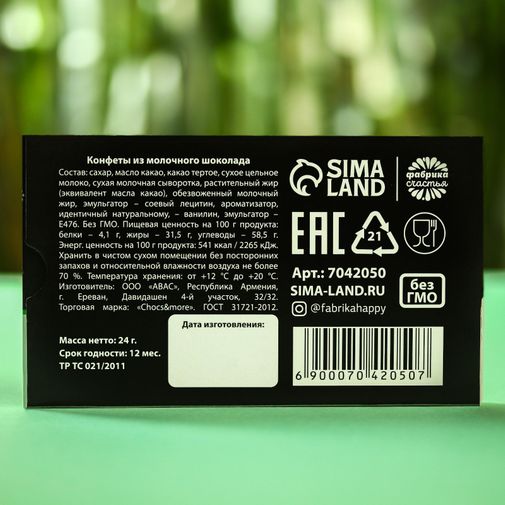 Конфеты из молочного шоколада
Состав: сахар, масло какао, какао тертое, сухое цельное
молоко, сухая молочная сыворотка, растительный жир
(эквивалент масла какао), обезвоженный молочный
жир, эмульгатор – соевый лецитин, ароматизатор,
идентичный натуральному, – ванилин, эмульгатор –
Е476. Без ГМО. Пищевая ценность на 100 г продукта:
белки – 4,1 г, жиры – 31,5 г, углеводы – 58,5 г.
Энерг. ценность на 100 г продукта: 541 ккал / 2265 кДж.
Хранить в чистом сухом помещении без посторонних
запахов и относительной влажности воздуха не более
70 %. Температура хранения: от +12 °С до +20 °С.
Изготовитель: ООО «АВАС», Республика Армения,
г. Ереван, Давидашен 4-й участок, 32/32.
Торговая марка: «Chocs&more». ГОСТ 31721-2012.
Масса нетто: 24 г.
Срок годности: 12 мес.
ТР ТС 021/2011
Дата изготовления:
SIMA
LAND
фабрика
счастья
EAC
21
Арт.: 7042050
SIMA-LAND.RU
@fabrikahappy
без
ГМО
6 900070 420507